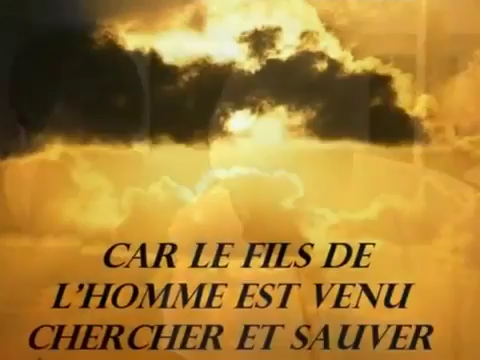 CAR LE FILS DE
L'HOMME EST VENU
CHERCHER ET SAUVER